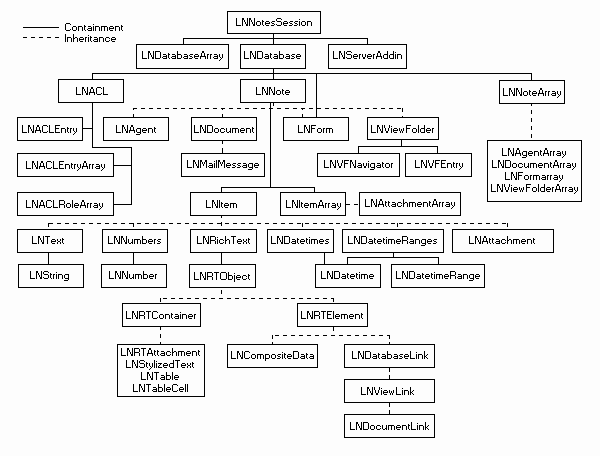 Containment
Inheritance
LNNotesSession
LNDatabaseArray
LNDatabase
LNServerAddin
LNACL
LNNote
LNNoteArray
LNACLEntry
LNAgent
LNDocument
LNForm
LNViewFolder
LNACLEntryArray
LNMailMessage
LNVFNavigator
LNVFEntry
LNAgentArray
LNDocumentArray
LNFormarray
LNViewFolderArray
LNACLRoleArray
LNItem
LNItemArray
LNAttachmentArray
LNText
LNNumbers
LNRichText
LNDatetimes
LNDatetimeRanges
LNAttachment
LNString
LNNumber
LNRTObject
LNDatetime
LNDatetimeRange
LNRTContainer
LNRTElement
LNRTAttachment
LNStylizedText
LNTable
LNTableCell
LNCompositeData
LNDatabaseLink
LNViewLink
LNDocumentLink